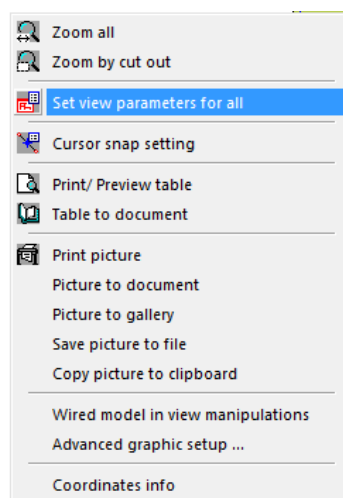 Zoom all
Zoom by cut out
Set view parameters for all
Cursor snap setting
Print/ Preview table
Table to document
Print picture
Picture to document
Picture to gallery
Save picture to file
Copy picture to clipboard
Wired model in view manipulations
Advanced graphic setup ...
Coordinates info